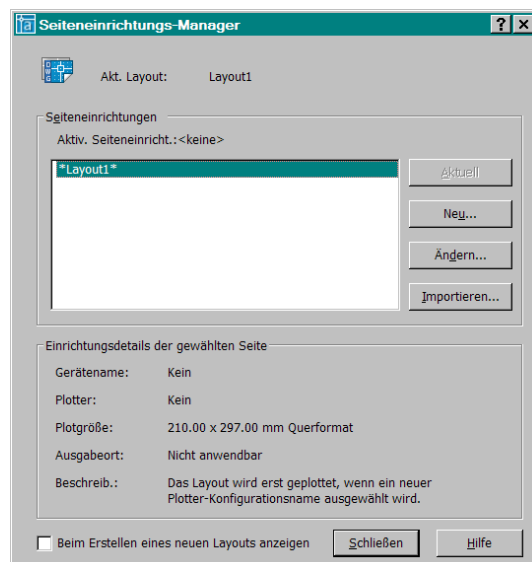 Seiteneinrichtungs-Manager
Akt. Layout: Layout1
Seiteneinrichtungen
Aktiv. Seiteneinricht.:<keine>
*Layout1*
Aktuell
Neu...
Ändern...
Importieren...
Einrichtungsdetails der gewählten Seite
Gerätename: Kein
Plotter: Kein
Plotgröße: 210.00 x 297.00 mm Querformat
Ausgabeort: Nicht anwendbar
Beschreib.: Das Layout wird erst geplottet, wenn ein neuer
Plotter-Konfigurationsname ausgewählt wird.
Beim Erstellen eines neuen Layouts anzeigen
Schließen
Hilfe